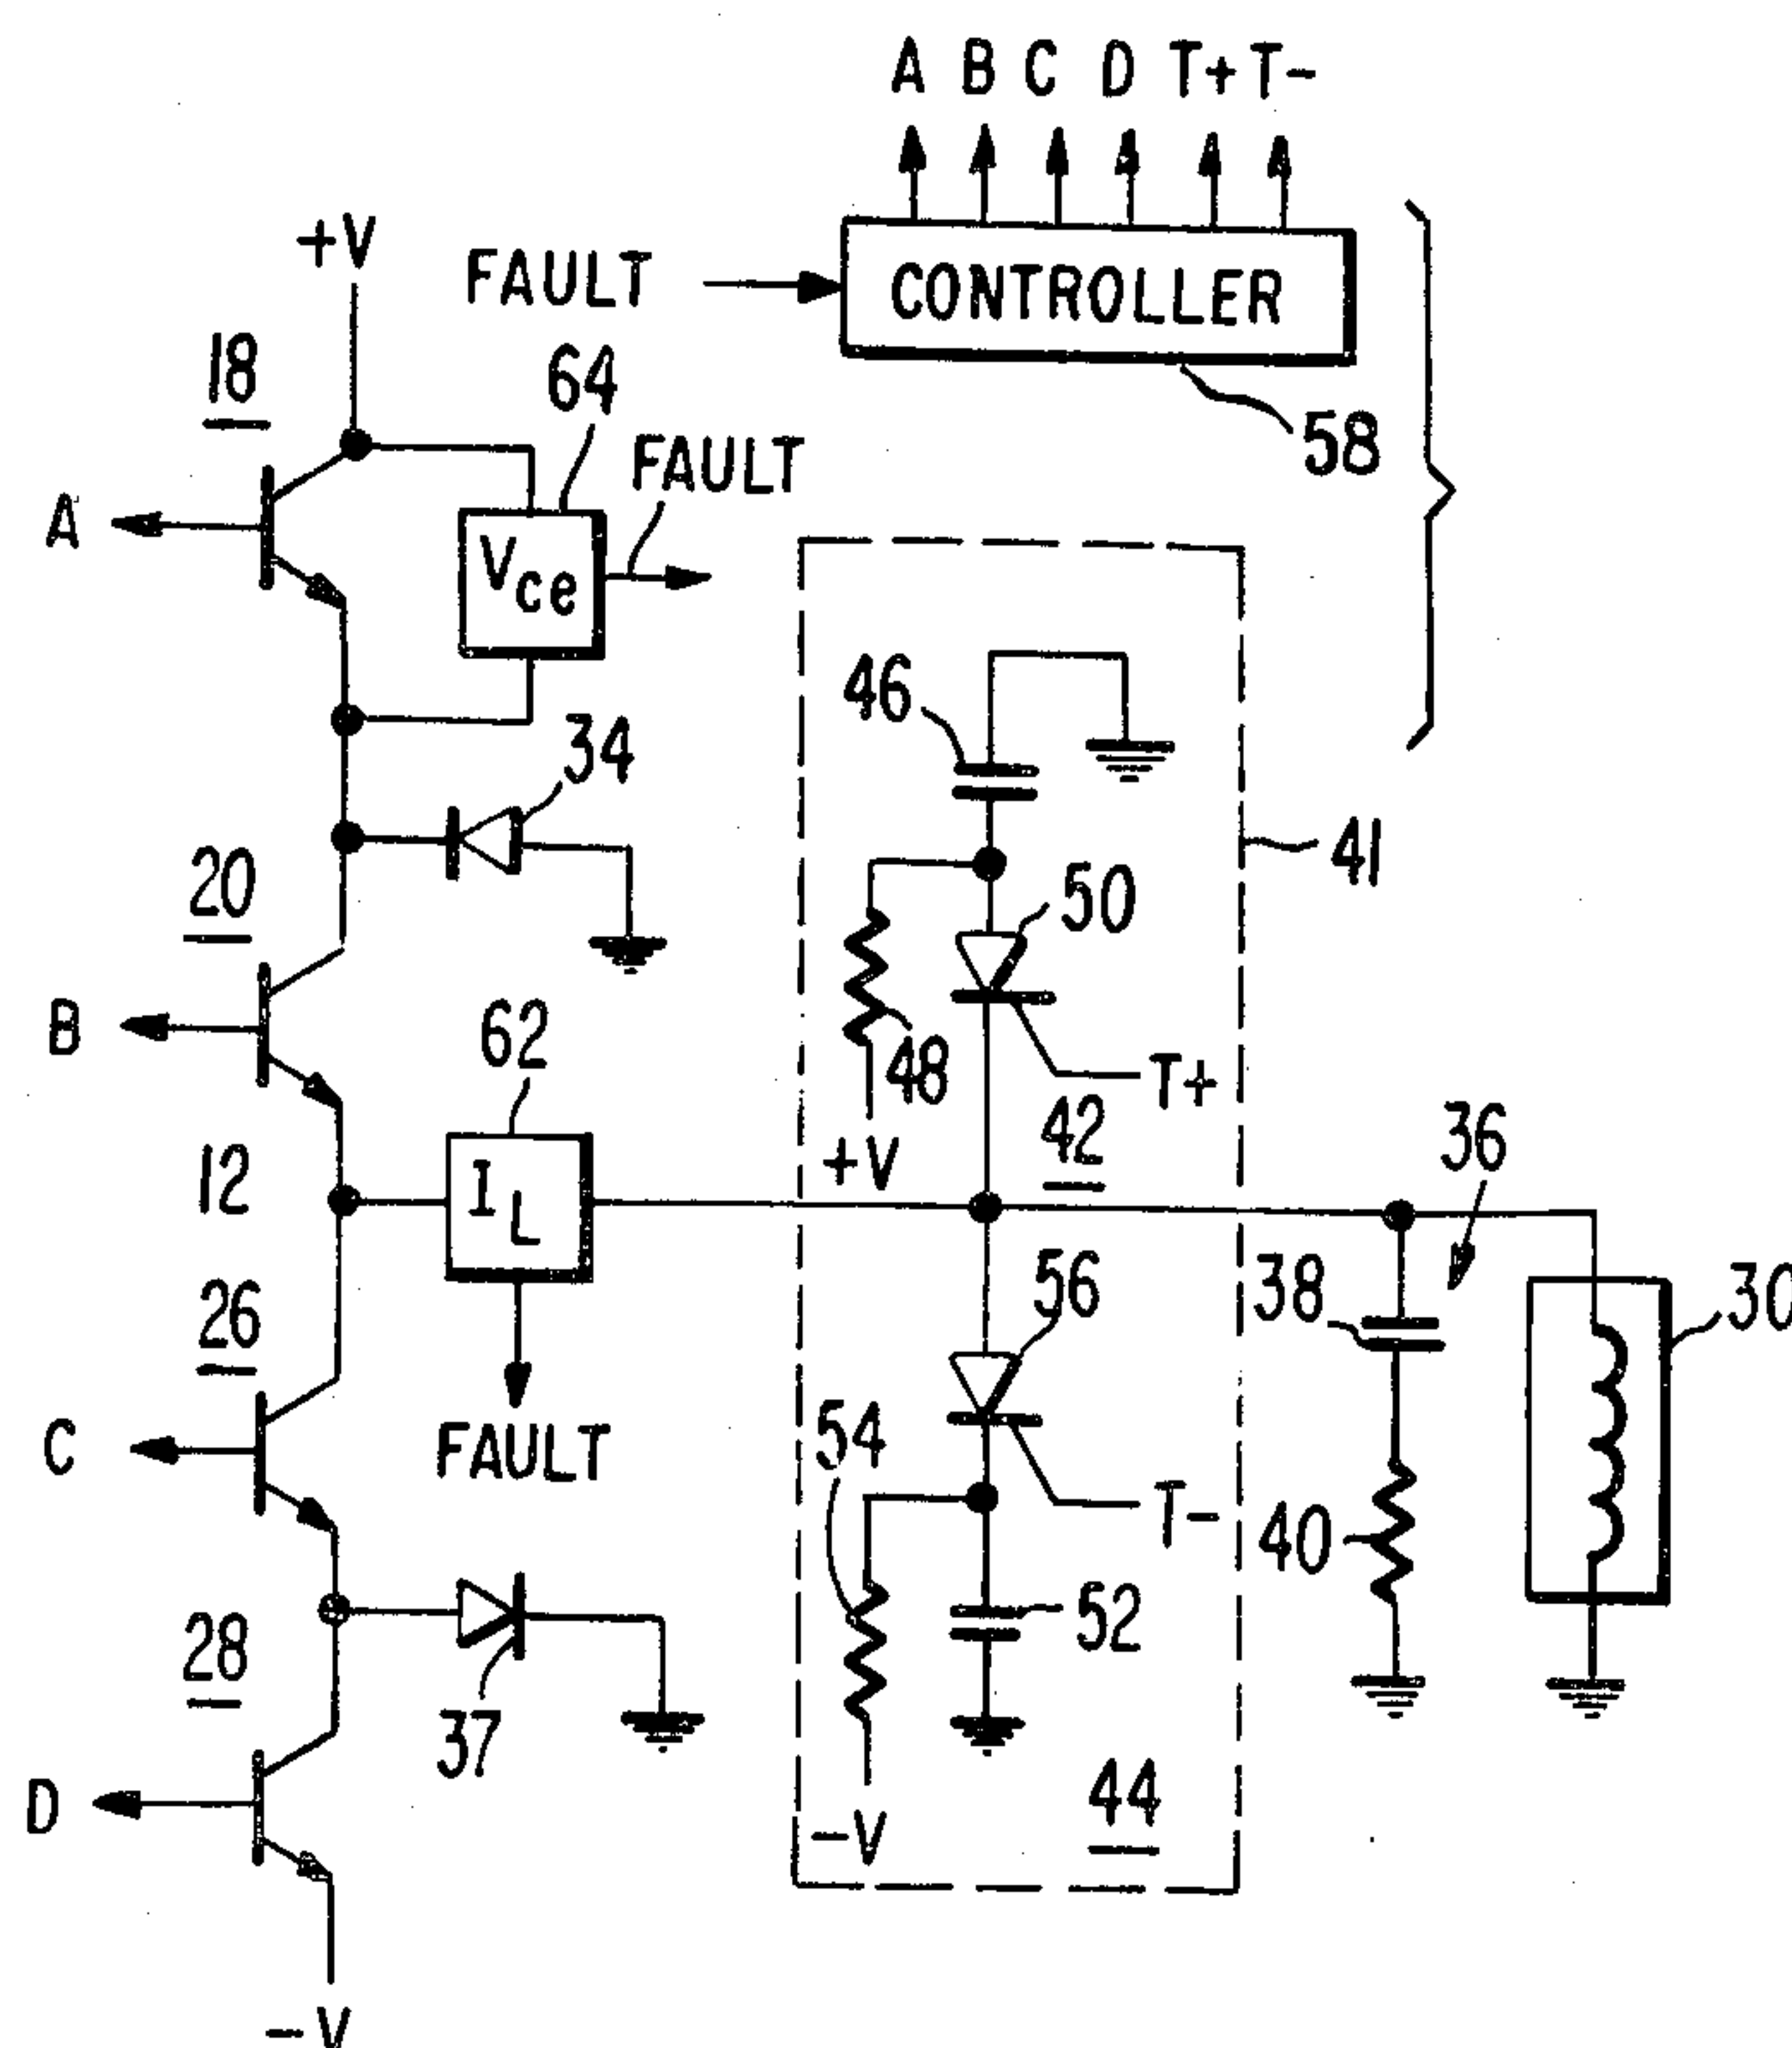 A B C D T+ T-
+V
FAULT
CONTROLLER
18
64
58
FAULT
A
Vce
46
34
41
20
50
B
62
48
T+
42
36
+V
12
IL
56
38
30
26
54
C
FAULT
T-
40
52
28
37
44
D
-V
-V